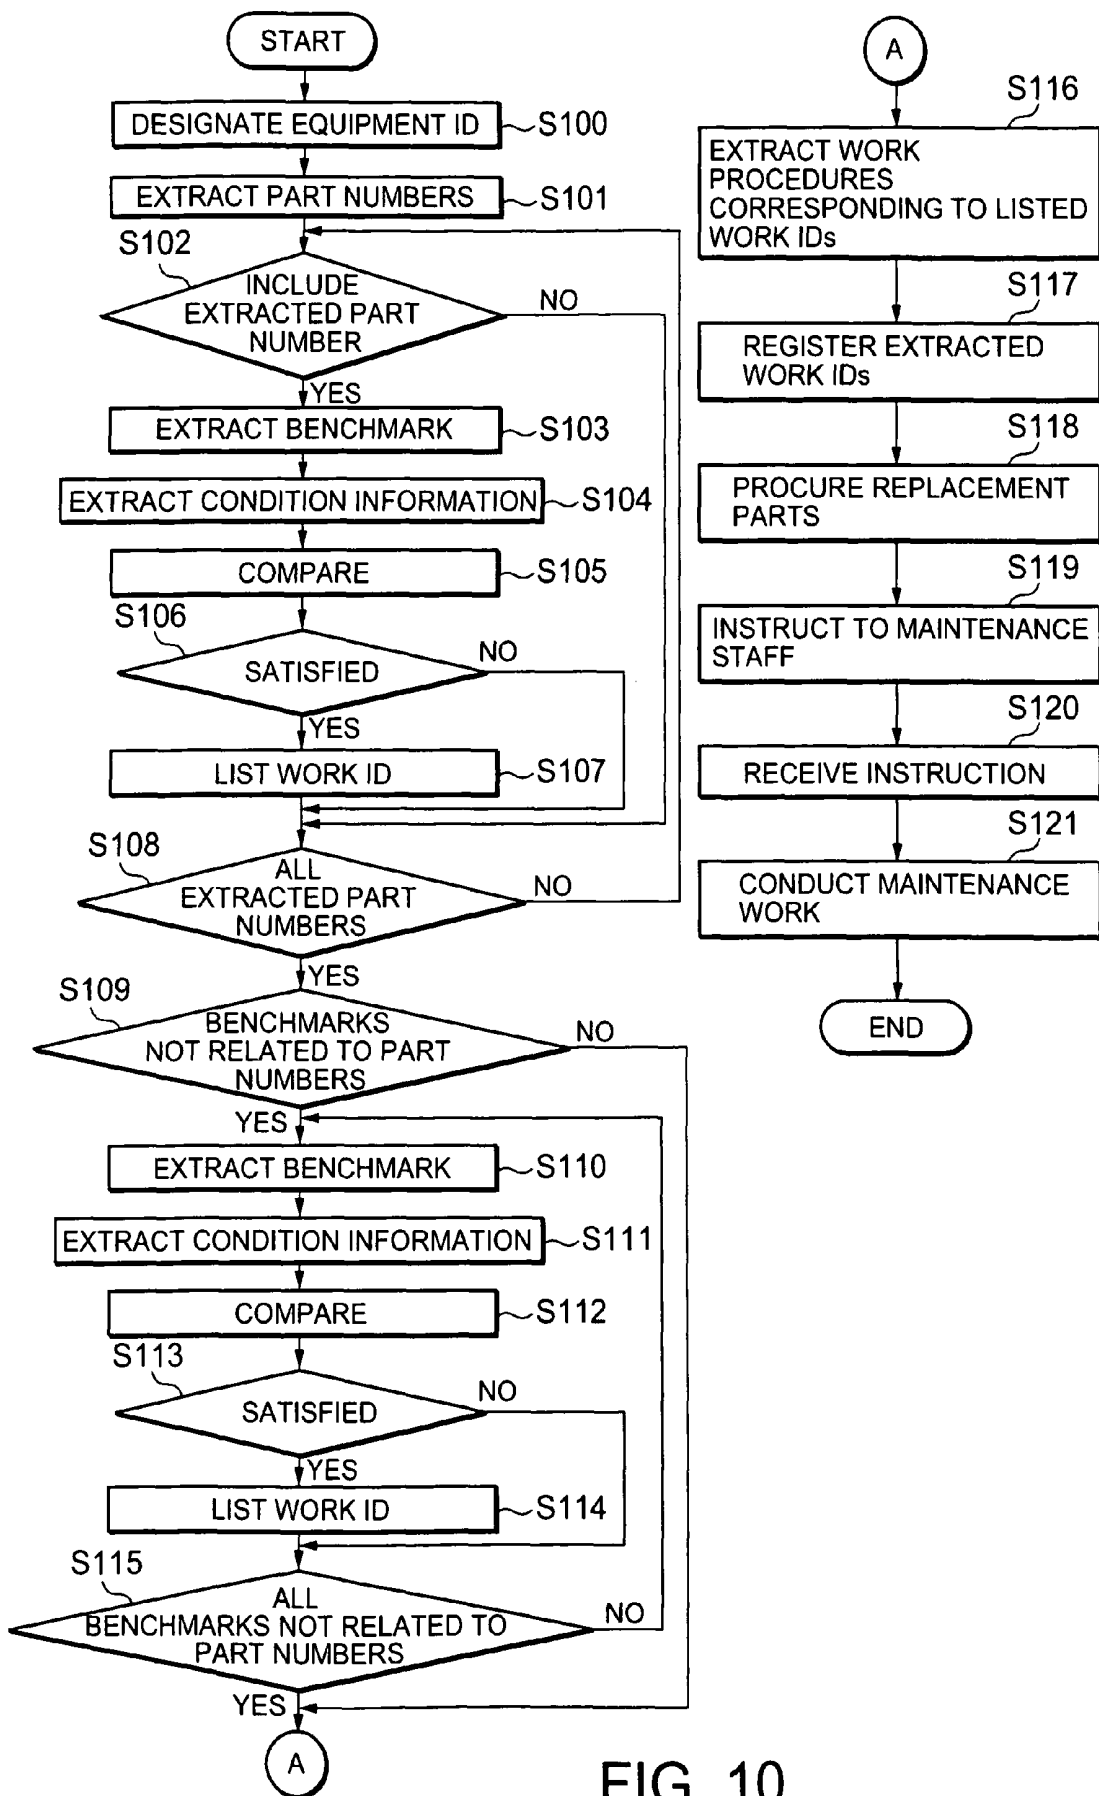 START
DESIGNATE EQUIPMENT ID
S100
EXTRACT PART NUMBERS
S101
S102
INCLUDE
EXTRACTED PART
NUMBER
NO
YES
EXTRACT BENCHMARK
S103
EXTRACT CONDITION INFORMATION
S104
COMPARE
S105
S106
SATISFIED
NO
YES
LIST WORK ID
S107
S108
ALL
EXTRACTED PART
NUMBERS
NO
YES
S109
BENCHMARKS
NOT RELATED TO PART
NUMBERS
NO
YES
EXTRACT BENCHMARK
S110
EXTRACT CONDITION INFORMATION
S111
COMPARE
S112
S113
SATISFIED
NO
YES
LIST WORK ID
S114
S115
ALL
BENCHMARKS NOT RELATED TO
PART NUMBERS
NO
YES
A
A
S116
EXTRACT WORK
PROCEDURES
CORRESPONDING TO LISTED
WORK IDs
S117
REGISTER EXTRACTED
WORK IDs
S118
PROCURE REPLACEMENT
PARTS
S119
INSTRUCT TO MAINTENANCE
STAFF
S120
RECEIVE INSTRUCTION
S121
CONDUCT MAINTENANCE
WORK
END
FIG. 10